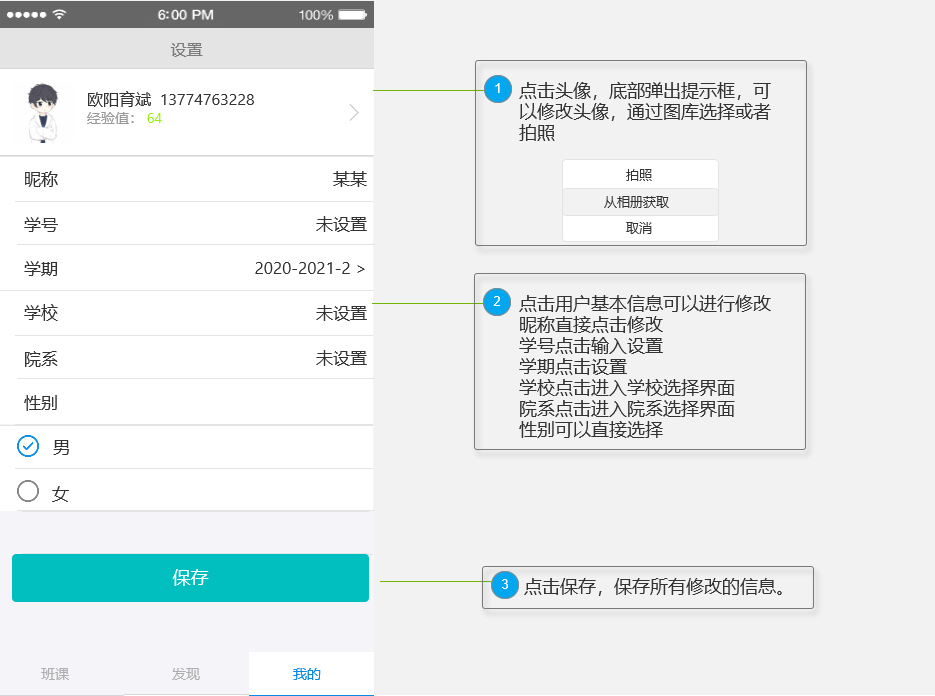 6:00 PM
100%
设置
欧阳育斌 13774763228
经验值： 64
昵称 某某
学号 未设置
学期 2020-2021-2 >
学校 未设置
院系 未设置
性别
男
女
保存
班课 发现 我的
1 点击头像，底部弹出提示框，可
以修改头像，通过图库选择或者
拍照
拍照
从相册获取
取消
2 点击用户基本信息可以进行修改
昵称直接点击修改
学号点击输入设置
学期点击设置
学校点击进入学校选择界面
院系点击进入院系选择界面
性别可以直接选择
3 点击保存，保存所有修改的信息。